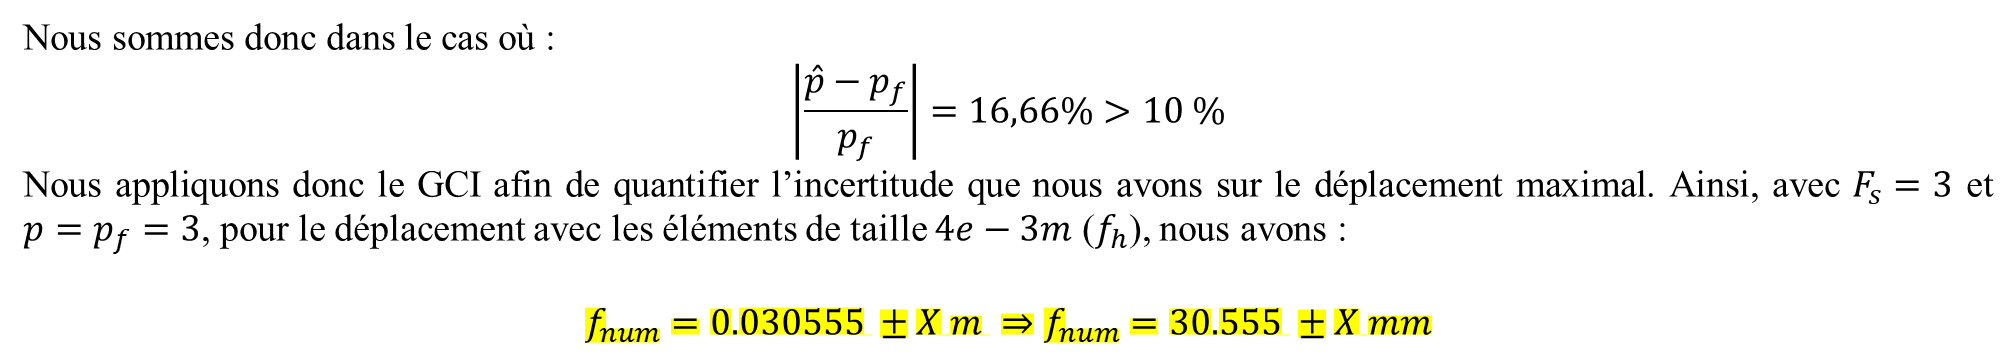 Nous sommes donc dans le cas où :
|(p̂ − p_f)/p_f| = 16,66% > 10 %
Nous appliquons donc le GCI afin de quantifier l’incertitude que nous avons sur le déplacement maximal. Ainsi, avec F_s = 3 et
p = p_f = 3, pour le déplacement avec les éléments de taille 4e − 3m (f_h), nous avons :
f_num = 0.030555 ± X m ⇒ f_num = 30.555 ± X mm